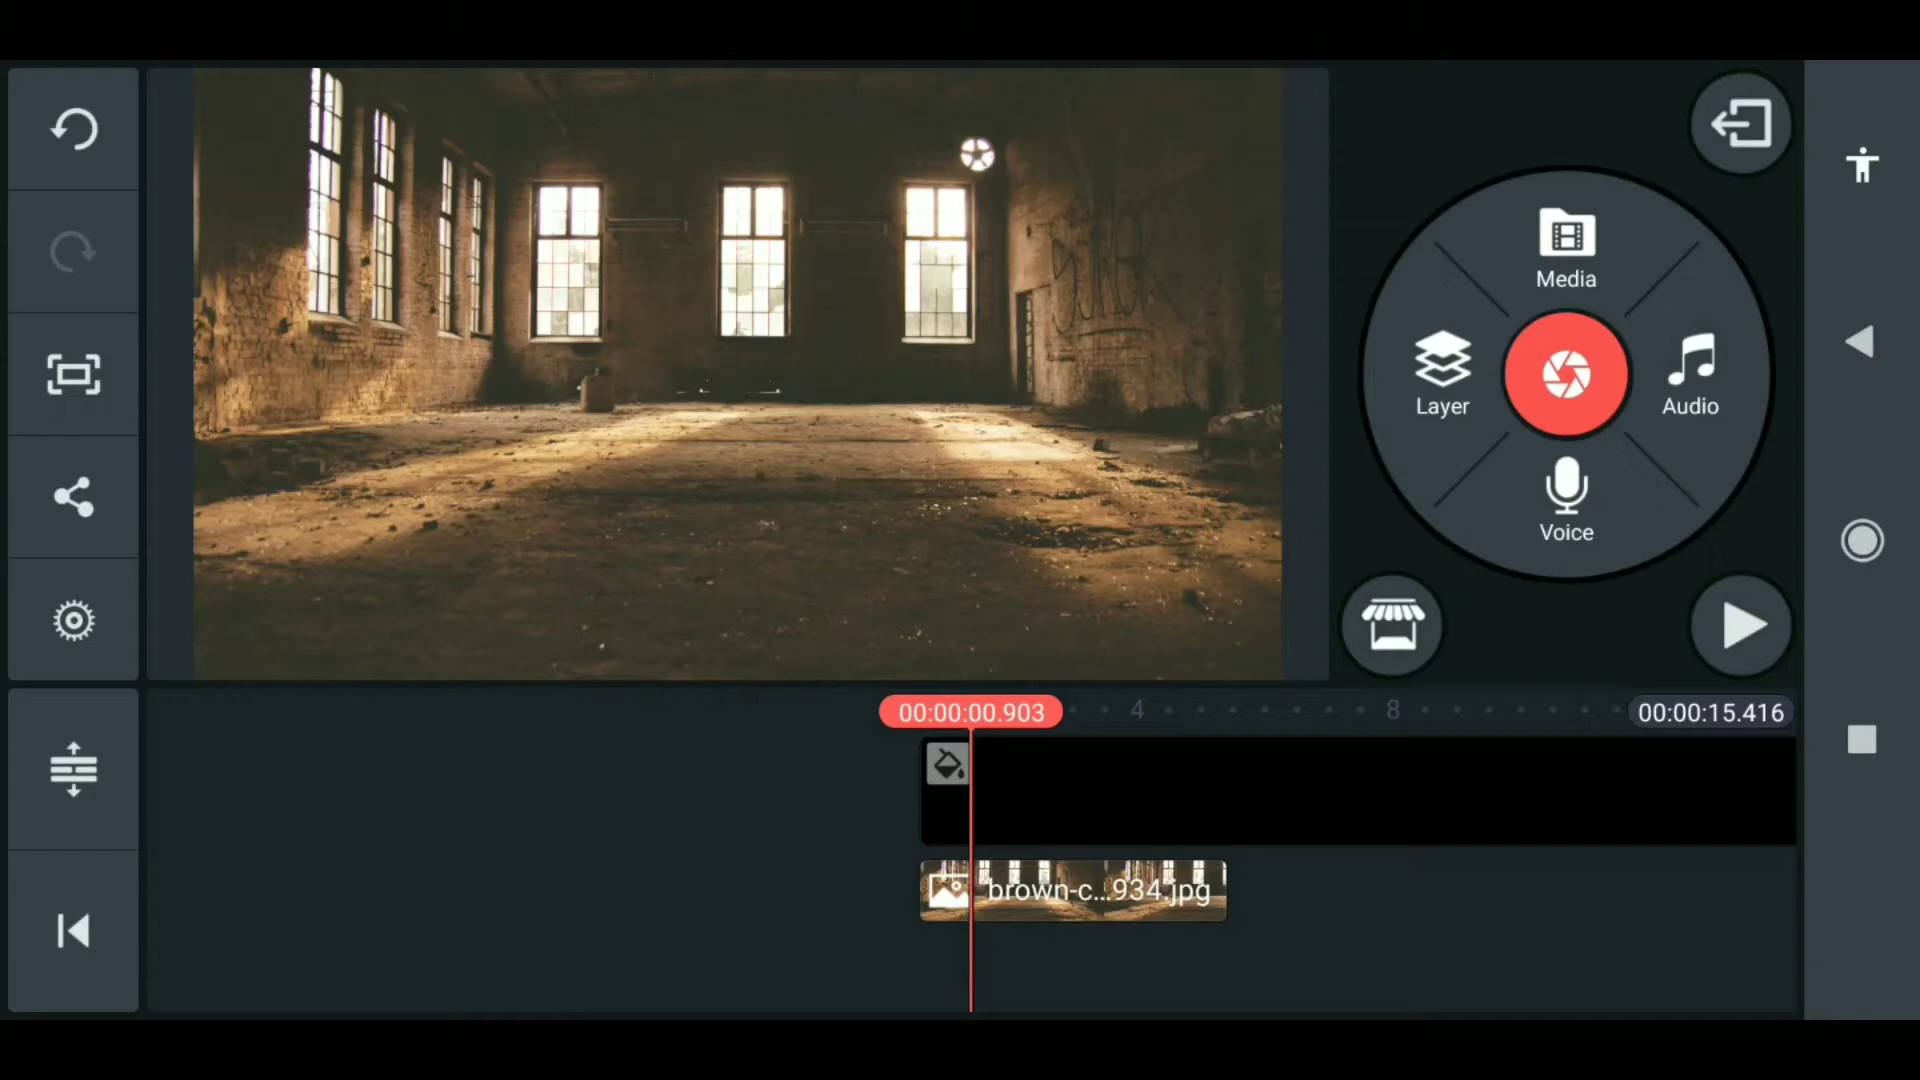 Media
Layer
Audio
Voice
00:00:00.903
4
8
00:00:15.416
brown-c...934.jpg